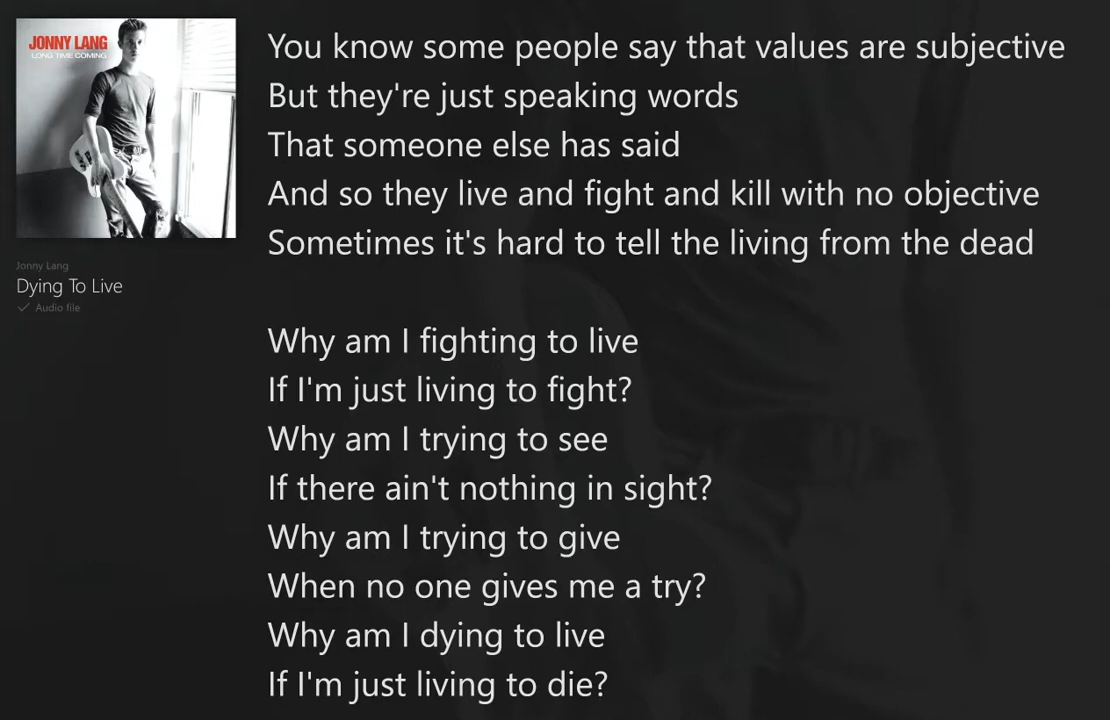 JONNY LANG
LONG TIME COMING
Jonny Lang
Dying To Live
Audio file
You know some people say that values are subjective
But they're just speaking words
That someone else has said
And so they live and fight and kill with no objective
Sometimes it's hard to tell the living from the dead
Why am I fighting to live
If I'm just living to fight?
Why am I trying to see
If there ain't nothing in sight?
Why am I trying to give
When no one gives me a try?
Why am I dying to live
If I'm just living to die?